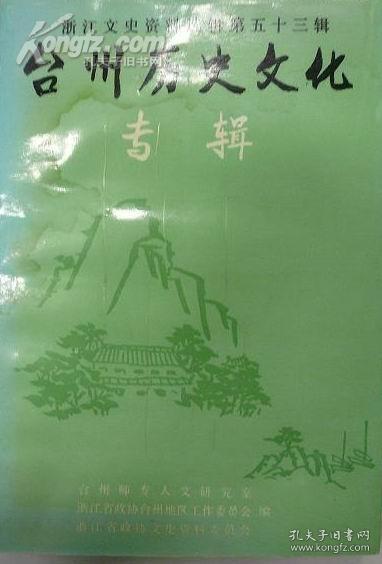 浙江文史资料选辑第五十三辑
台州历史文化
专辑
台州师专人文研究室
浙江省政协台州地区工作委员会 编
浙江省政协文史资料委员会
孔夫子旧书网